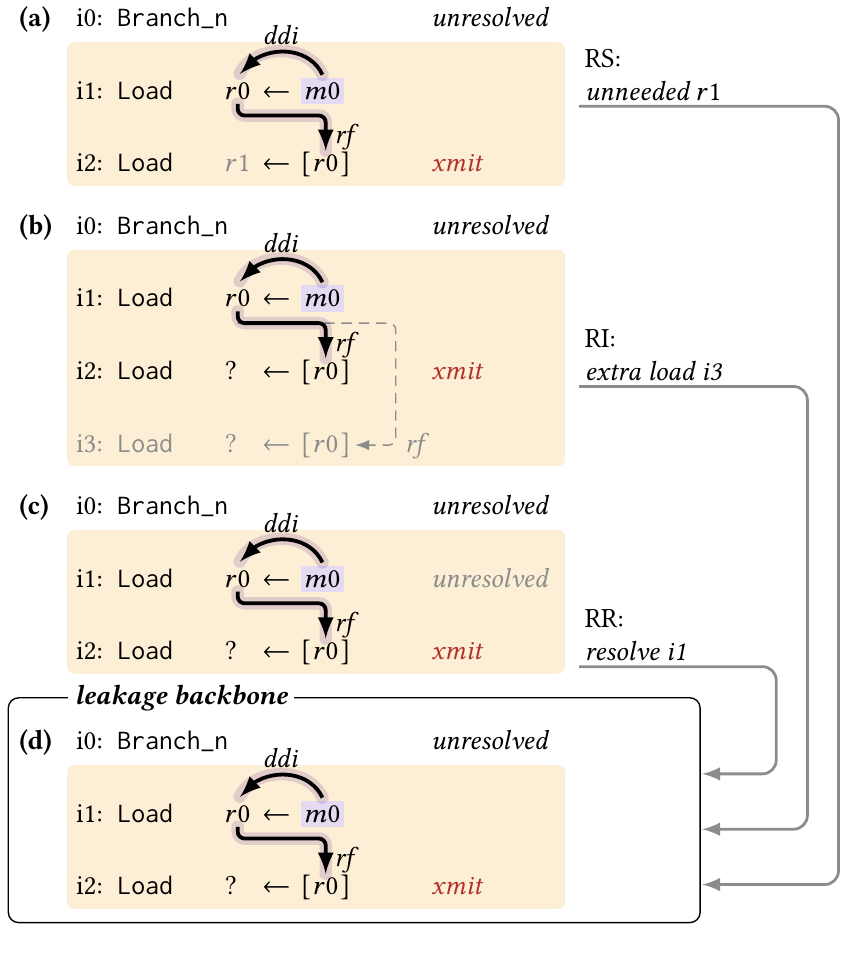 (a) i0: Branch_n unresolved
ddi
RS:
i1: Load r0 ← m0 unneeded r1
rf
i2: Load r1 ← [r0] xmit
(b) i0: Branch_n unresolved
ddi
i1: Load r0 ← m0
RI:
rf
i2: Load ? ← [r0] xmit extra load i3
i3: Load ? ← [r0] rf
(c) i0: Branch_n unresolved
ddi
i1: Load r0 ← m0 unresolved
RR:
rf
i2: Load ? ← [r0] xmit resolve i1
leakage backbone
(d) i0: Branch_n unresolved
ddi
i1: Load r0 ← m0
rf
i2: Load ? ← [r0] xmit